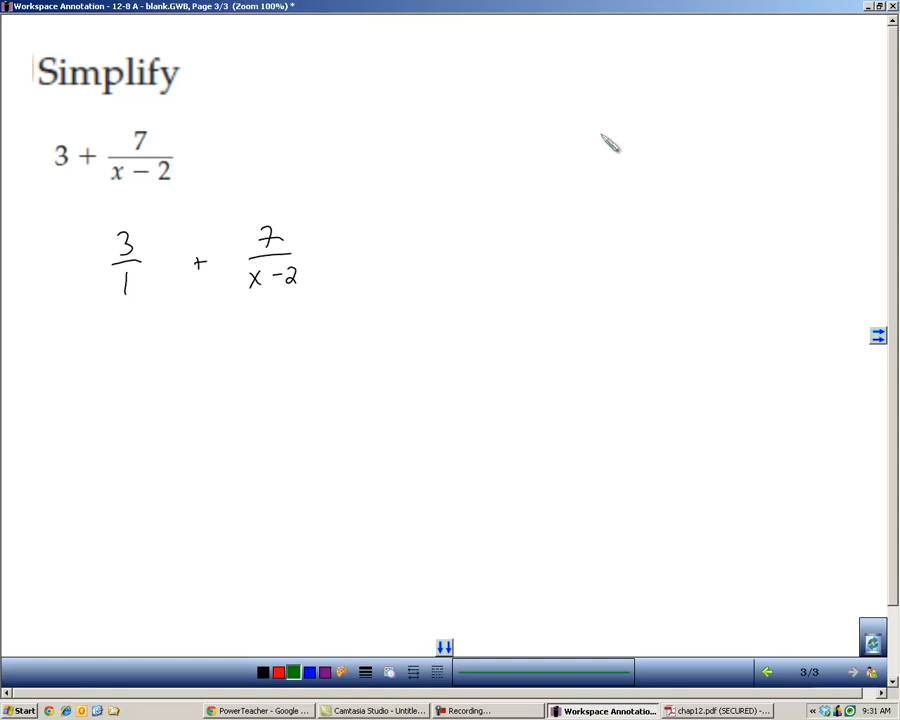 Workspace Annotation - 12-8 A - blank.GWB, Page 3/3 (Zoom 100%) *
Simplify
3 + 7/(x − 2)
3/1 + 7/(x − 2)
3/3
Start
PowerTeacher - Google ...
Camtasia Studio - Untitle...
Recording...
Workspace Annotatio...
chap12.pdf (SECURED) -...
« 9:31 AM